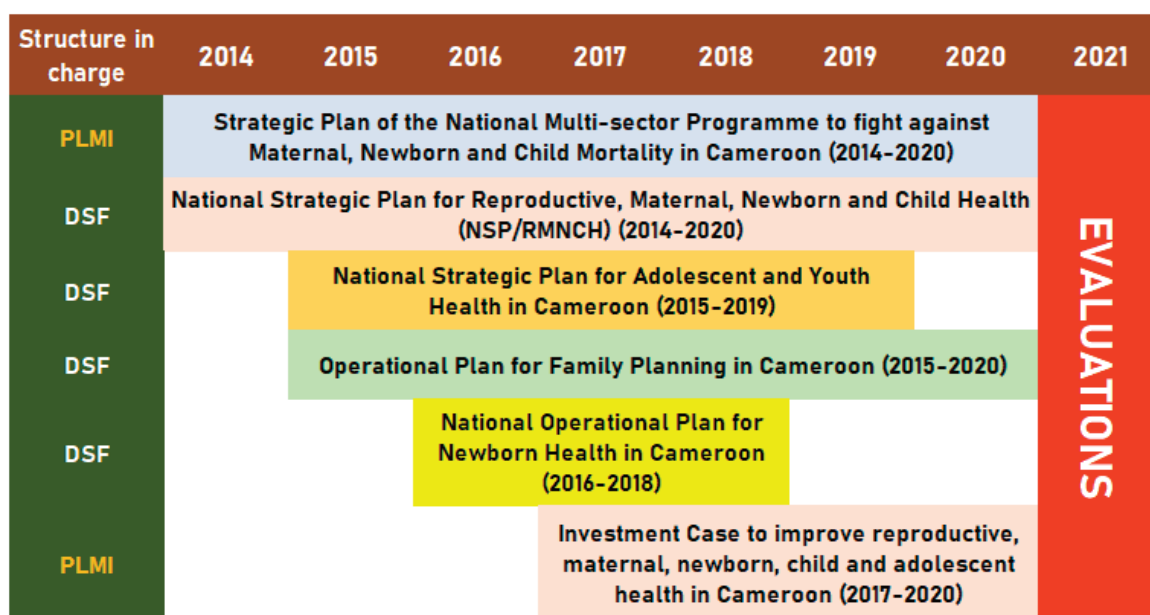 Structure in
charge
2014
2015
2016
2017
2018
2019
2020
2021
PLMI
Strategic Plan of the National Multi-sector Programme to fight against
Maternal, Newborn and Child Mortality in Cameroon (2014-2020)
DSF
National Strategic Plan for Reproductive, Maternal, Newborn and Child Health
(NSP/RMNCH) (2014-2020)
DSF
National Strategic Plan for Adolescent and Youth
Health in Cameroon (2015-2019)
DSF
Operational Plan for Family Planning in Cameroon (2015-2020)
DSF
National Operational Plan for
Newborn Health in Cameroon
(2016-2018)
PLMI
Investment Case to improve reproductive,
maternal, newborn, child and adolescent
health in Cameroon (2017-2020)
EVALUATIONS